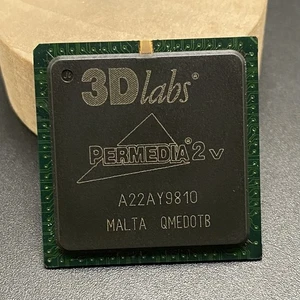 3Dlabs®
PERMEDIA®2v
A22AY9810
MALTA QMEDOTB